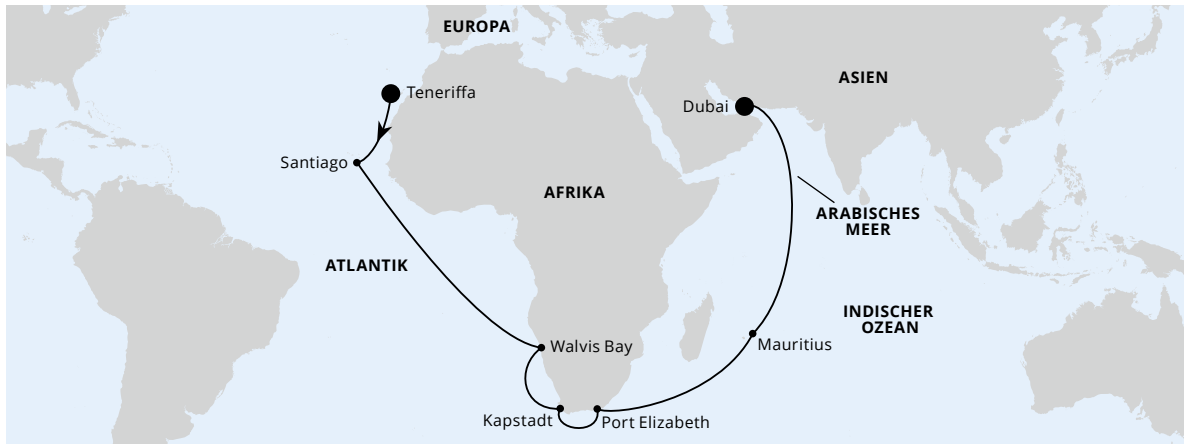 EUROPA
ASIEN
Teneriffa
Dubai
Santiago
AFRIKA
ARABISCHES
MEER
ATLANTIK
INDISCHER
OZEAN
Walvis Bay
Mauritius
Kapstadt
Port Elizabeth